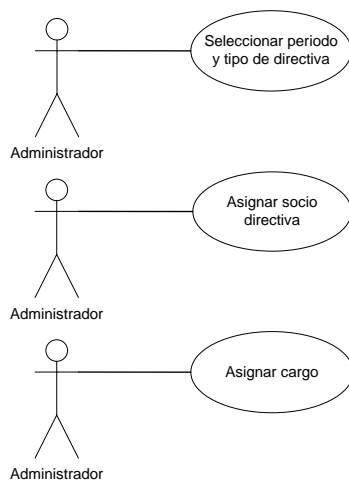 Seleccionar periodo
y tipo de directiva
Administrador
Asignar socio
directiva
Administrador
Asignar cargo
Administrador